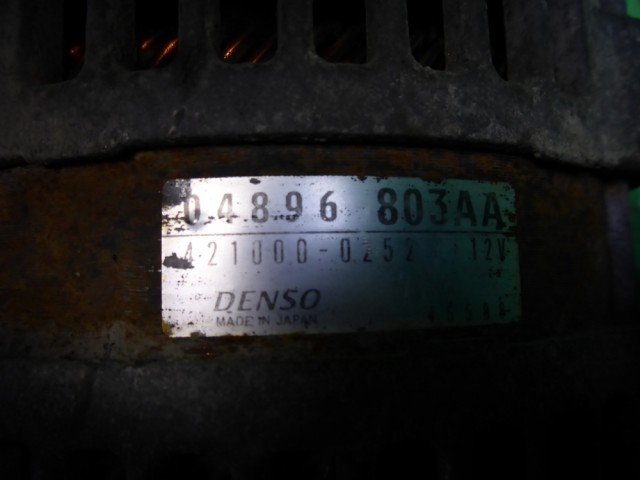 04896 803AA
421000-0252 12V
DENSO
MADE IN JAPAN